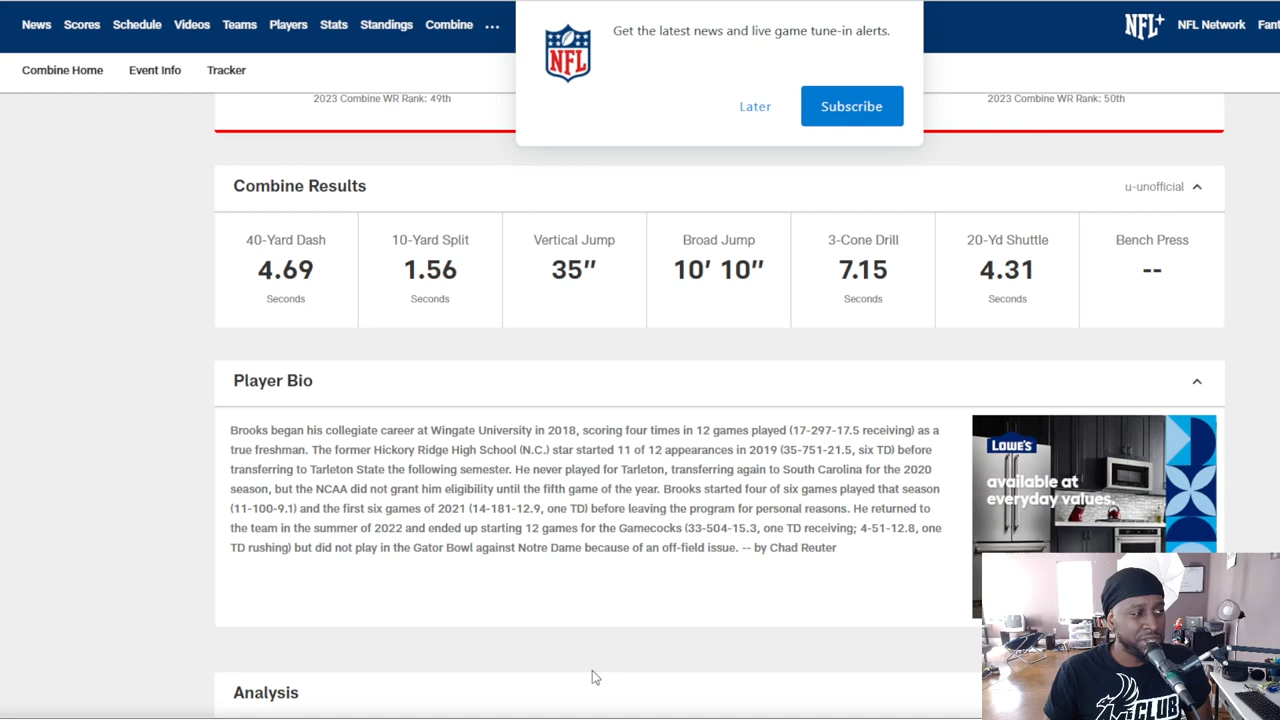 News Scores Schedule Videos Teams Players Stats Standings Combine ...
NFL
Get the latest news and live game tune-in alerts.
Later Subscribe
NFL+ NFL Network
Combine Home Event Info Tracker
2023 Combine WR Rank: 49th
2023 Combine WR Rank: 50th
Combine Results
u-unofficial
40-Yard Dash
4.69
Seconds
10-Yard Split
1.56
Seconds
Vertical Jump
35″
Broad Jump
10′ 10″
3-Cone Drill
7.15
Seconds
20-Yd Shuttle
4.31
Seconds
Bench Press
--
Player Bio
Brooks began his collegiate career at Wingate University in 2018, scoring four times in 12 games played (17-297-17.5 receiving) as a
true freshman. The former Hickory Ridge High School (N.C.) star started 11 of 12 appearances in 2019 (35-751-21.5, six TD) before
transferring to Tarleton State the following semester. He never played for Tarleton, transferring again to South Carolina for the 2020
season, but the NCAA did not grant him eligibility until the fifth game of the year. Brooks started four of six games played that season
(11-100-9.1) and the first six games of 2021 (14-181-12.9, one TD) before leaving the program for personal reasons. He returned to
the team in the summer of 2022 and ended up starting 12 games for the Gamecocks (33-504-15.3, one TD receiving; 4-51-12.8, one
TD rushing) but did not play in the Gator Bowl against Notre Dame because of an off-field issue. -- by Chad Reuter
LOWE'S
available at
everyday values.
Analysis
CLUB